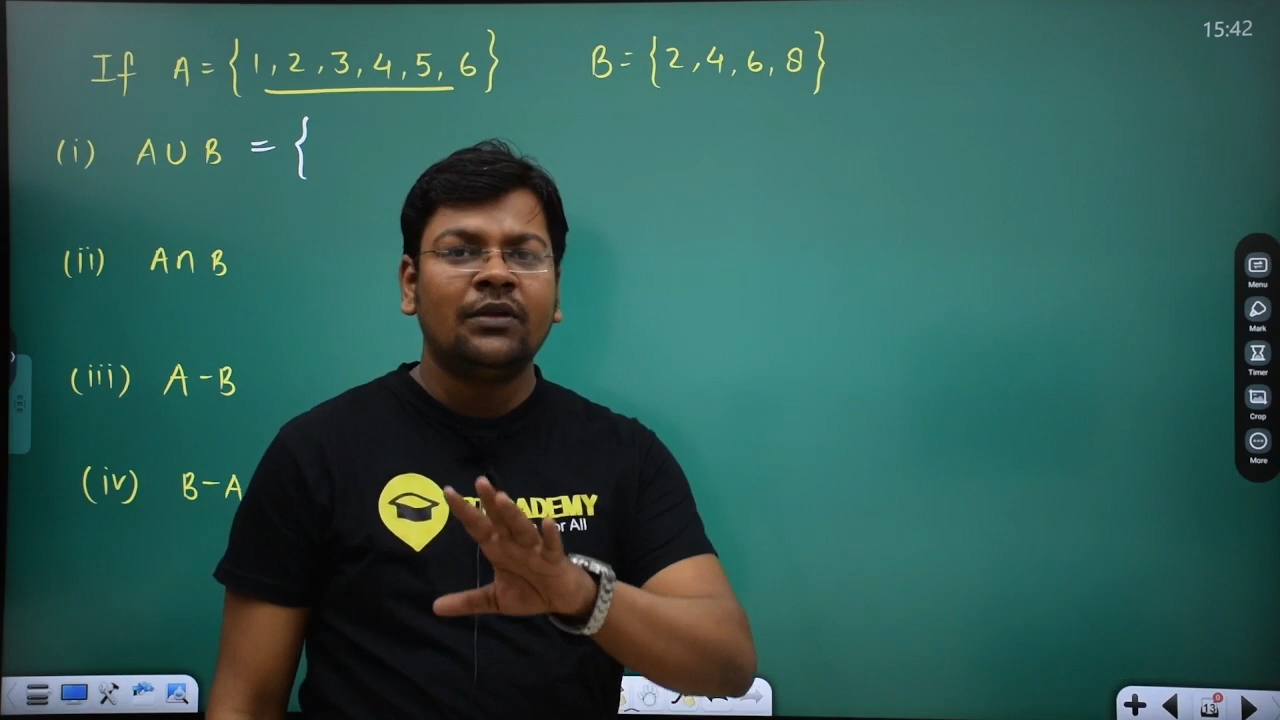 15:42
If A = {1, 2, 3, 4, 5, 6} B = {2, 4, 6, 8}
(i) A ∪ B = {
(ii) A ∩ B
(iii) A - B
(iv) B - A
ADEMY
or All
Menu
Mark
Timer
Crop
More
13